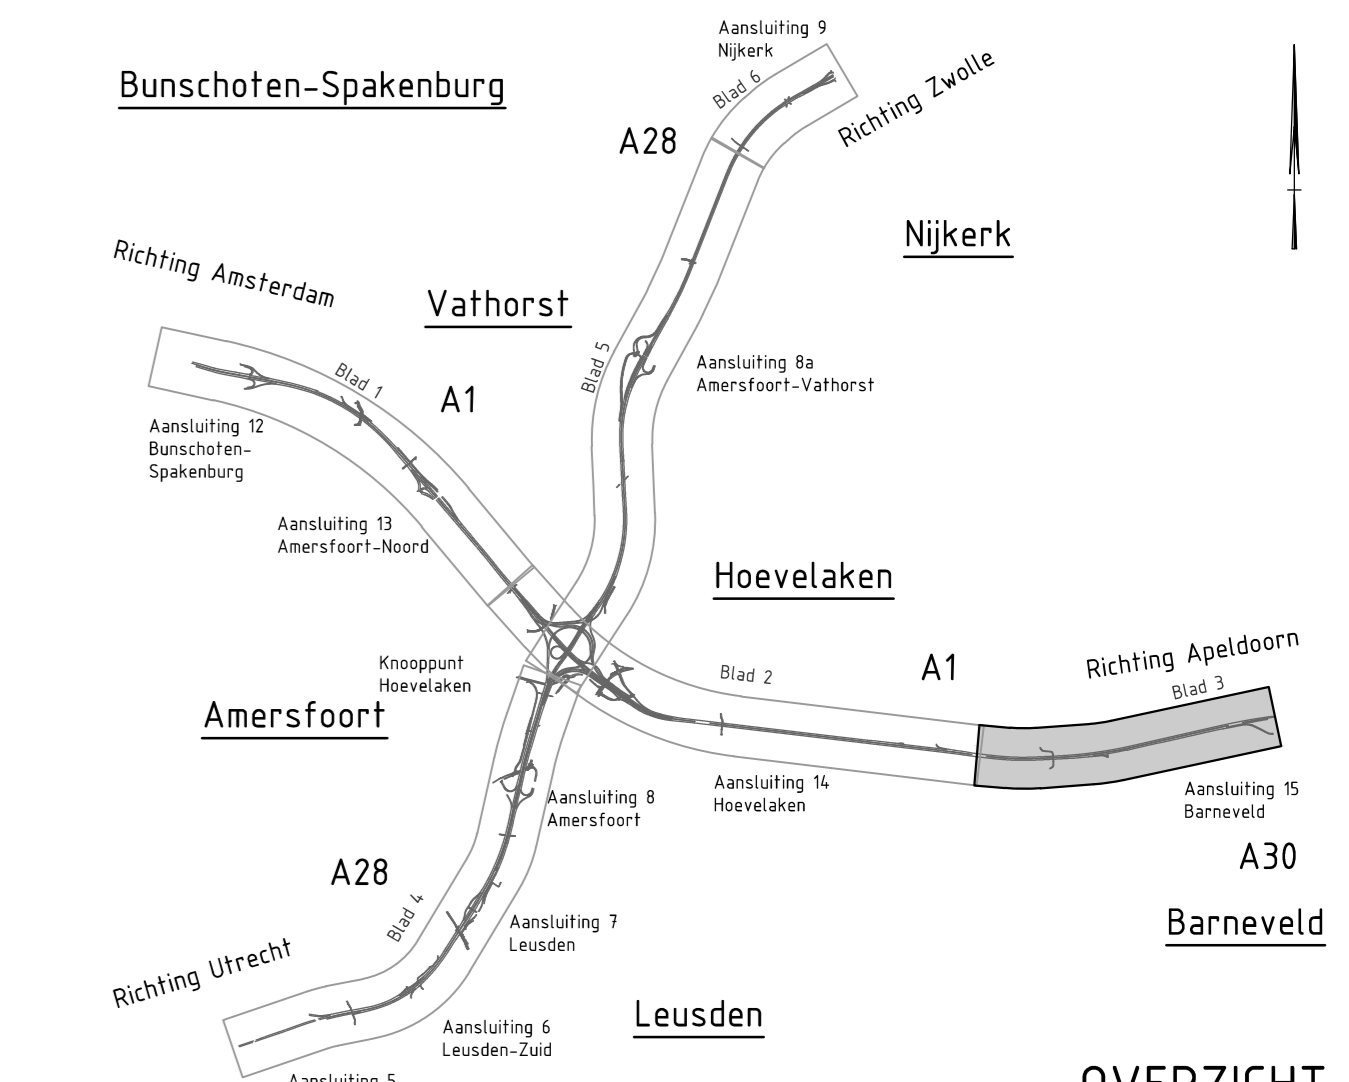 Aansluiting 9
Nijkerk
Bunschoten-Spakenburg
Blad 6
Richting Zwolle
A28
Nijkerk
Richting Amsterdam
Vathorst
Blad 5
Aansluiting 8a
Amersfoort-Vathorst
Blad 1
A1
Aansluiting 12
Bunschoten-
Spakenburg
Aansluiting 13
Amersfoort-Noord
Hoevelaken
Knooppunt
Hoevelaken
Blad 2
A1
Richting Apeldoorn
Blad 3
Amersfoort
Aansluiting 14
Hoevelaken
Aansluiting 15
Barneveld
Aansluiting 8
Amersfoort
A30
A28
Blad 4
Barneveld
Aansluiting 7
Leusden
Richting Utrecht
Leusden
Aansluiting 6
Leusden-Zuid
Aansluiting 5
OVERZICHT